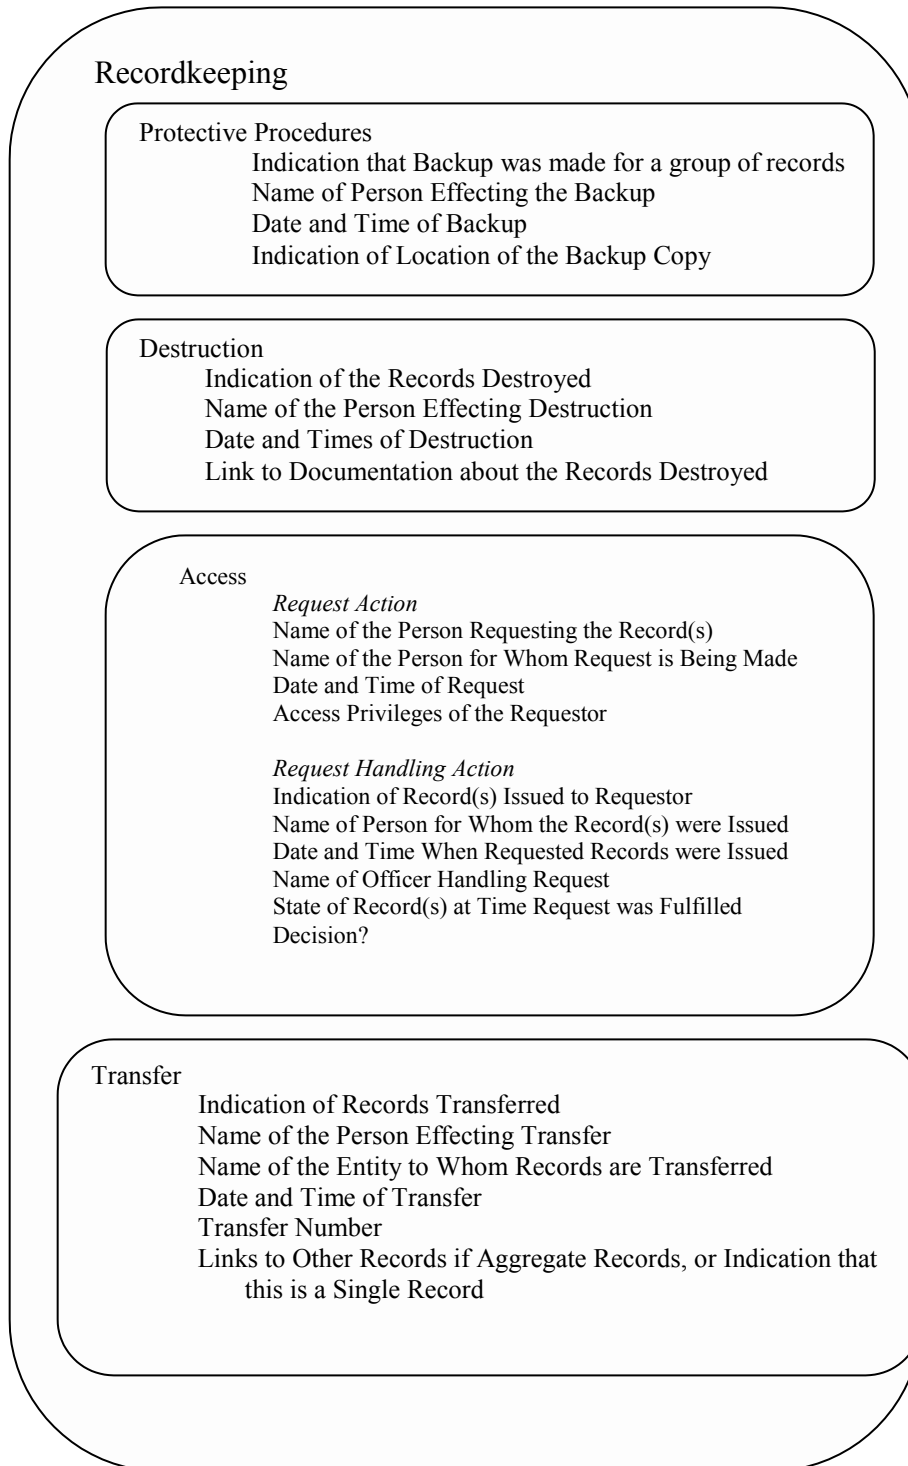 Recordkeeping
Protective Procedures
Indication that Backup was made for a group of records
Name of Person Effecting the Backup
Date and Time of Backup
Indication of Location of the Backup Copy
Destruction
Indication of the Records Destroyed
Name of the Person Effecting Destruction
Date and Times of Destruction
Link to Documentation about the Records Destroyed
Access
Request Action
Name of the Person Requesting the Record(s)
Name of the Person for Whom Request is Being Made
Date and Time of Request
Access Privileges of the Requestor
Request Handling Action
Indication of Record(s) Issued to Requestor
Name of Person for Whom the Record(s) were Issued
Date and Time When Requested Records were Issued
Name of Officer Handling Request
State of Record(s) at Time Request was Fulfilled
Decision?
Transfer
Indication of Records Transferred
Name of the Person Effecting Transfer
Name of the Entity to Whom Records are Transferred
Date and Time of Transfer
Transfer Number
Links to Other Records if Aggregate Records, or Indication that
this is a Single Record